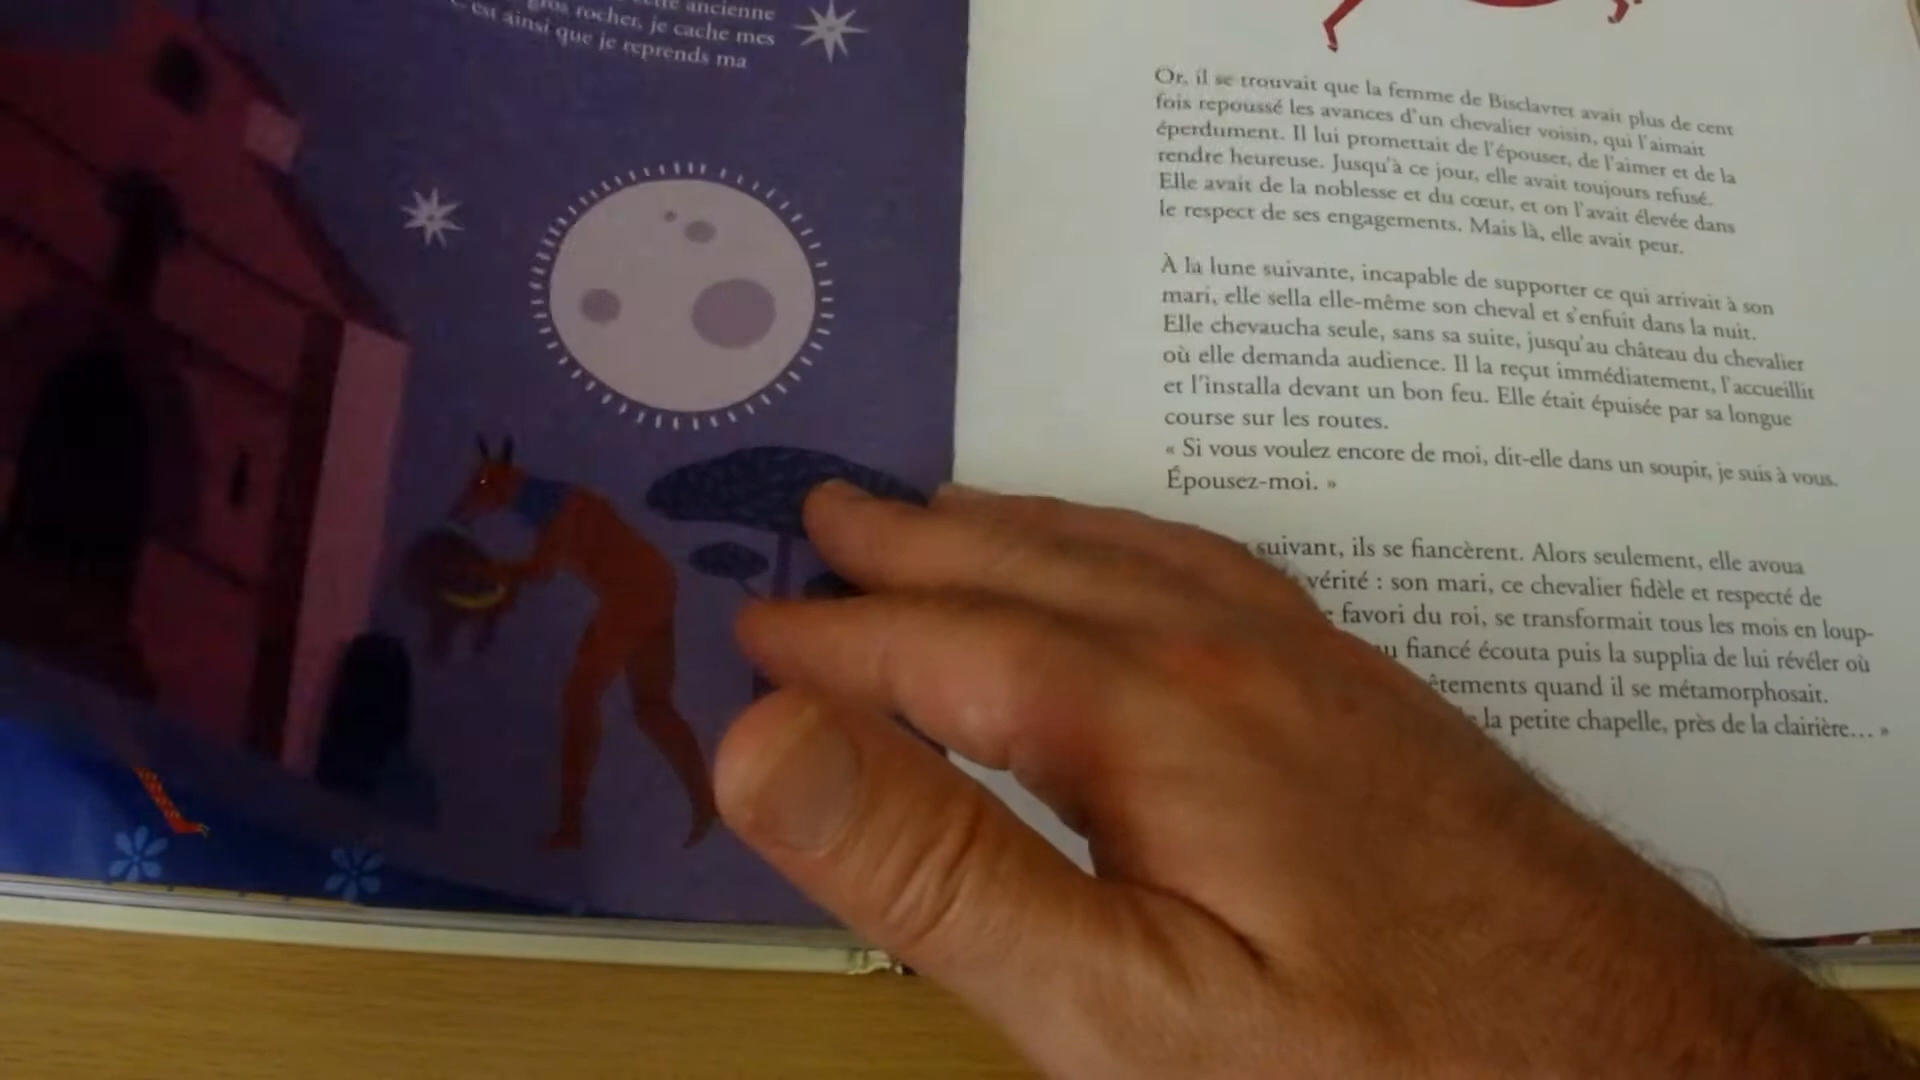 cette ancienne
gros rocher, je cache mes
C'est ainsi que je reprends ma
Or, il se trouvait que la femme de Bisclavret avait plus de cent
fois repoussé les avances d'un chevalier voisin, qui l'aimait
éperdument. Il lui promettait de l'épouser, de l'aimer et de la
rendre heureuse. Jusqu'à ce jour, elle avait toujours refusé.
Elle avait de la noblesse et du cœur, et on l'avait élevée dans
le respect de ses engagements. Mais là, elle avait peur.
À la lune suivante, incapable de supporter ce qui arrivait à son
mari, elle sella elle-même son cheval et s'enfuit dans la nuit.
Elle chevaucha seule, sans sa suite, jusqu'au château du chevalier
où elle demanda audience. Il la reçut immédiatement, l'accueillit
et l'installa devant un bon feu. Elle était épuisée par sa longue
course sur les routes.
« Si vous voulez encore de moi, dit-elle dans un soupir, je suis à vous.
Épousez-moi. »
suivant, ils se fiancèrent. Alors seulement, elle avoua
vérité : son mari, ce chevalier fidèle et respecté de
favori du roi, se transformait tous les mois en loup-
fiancé écouta puis la supplia de lui révéler où
êtements quand il se métamorphosait.
la petite chapelle, près de la clairière... »